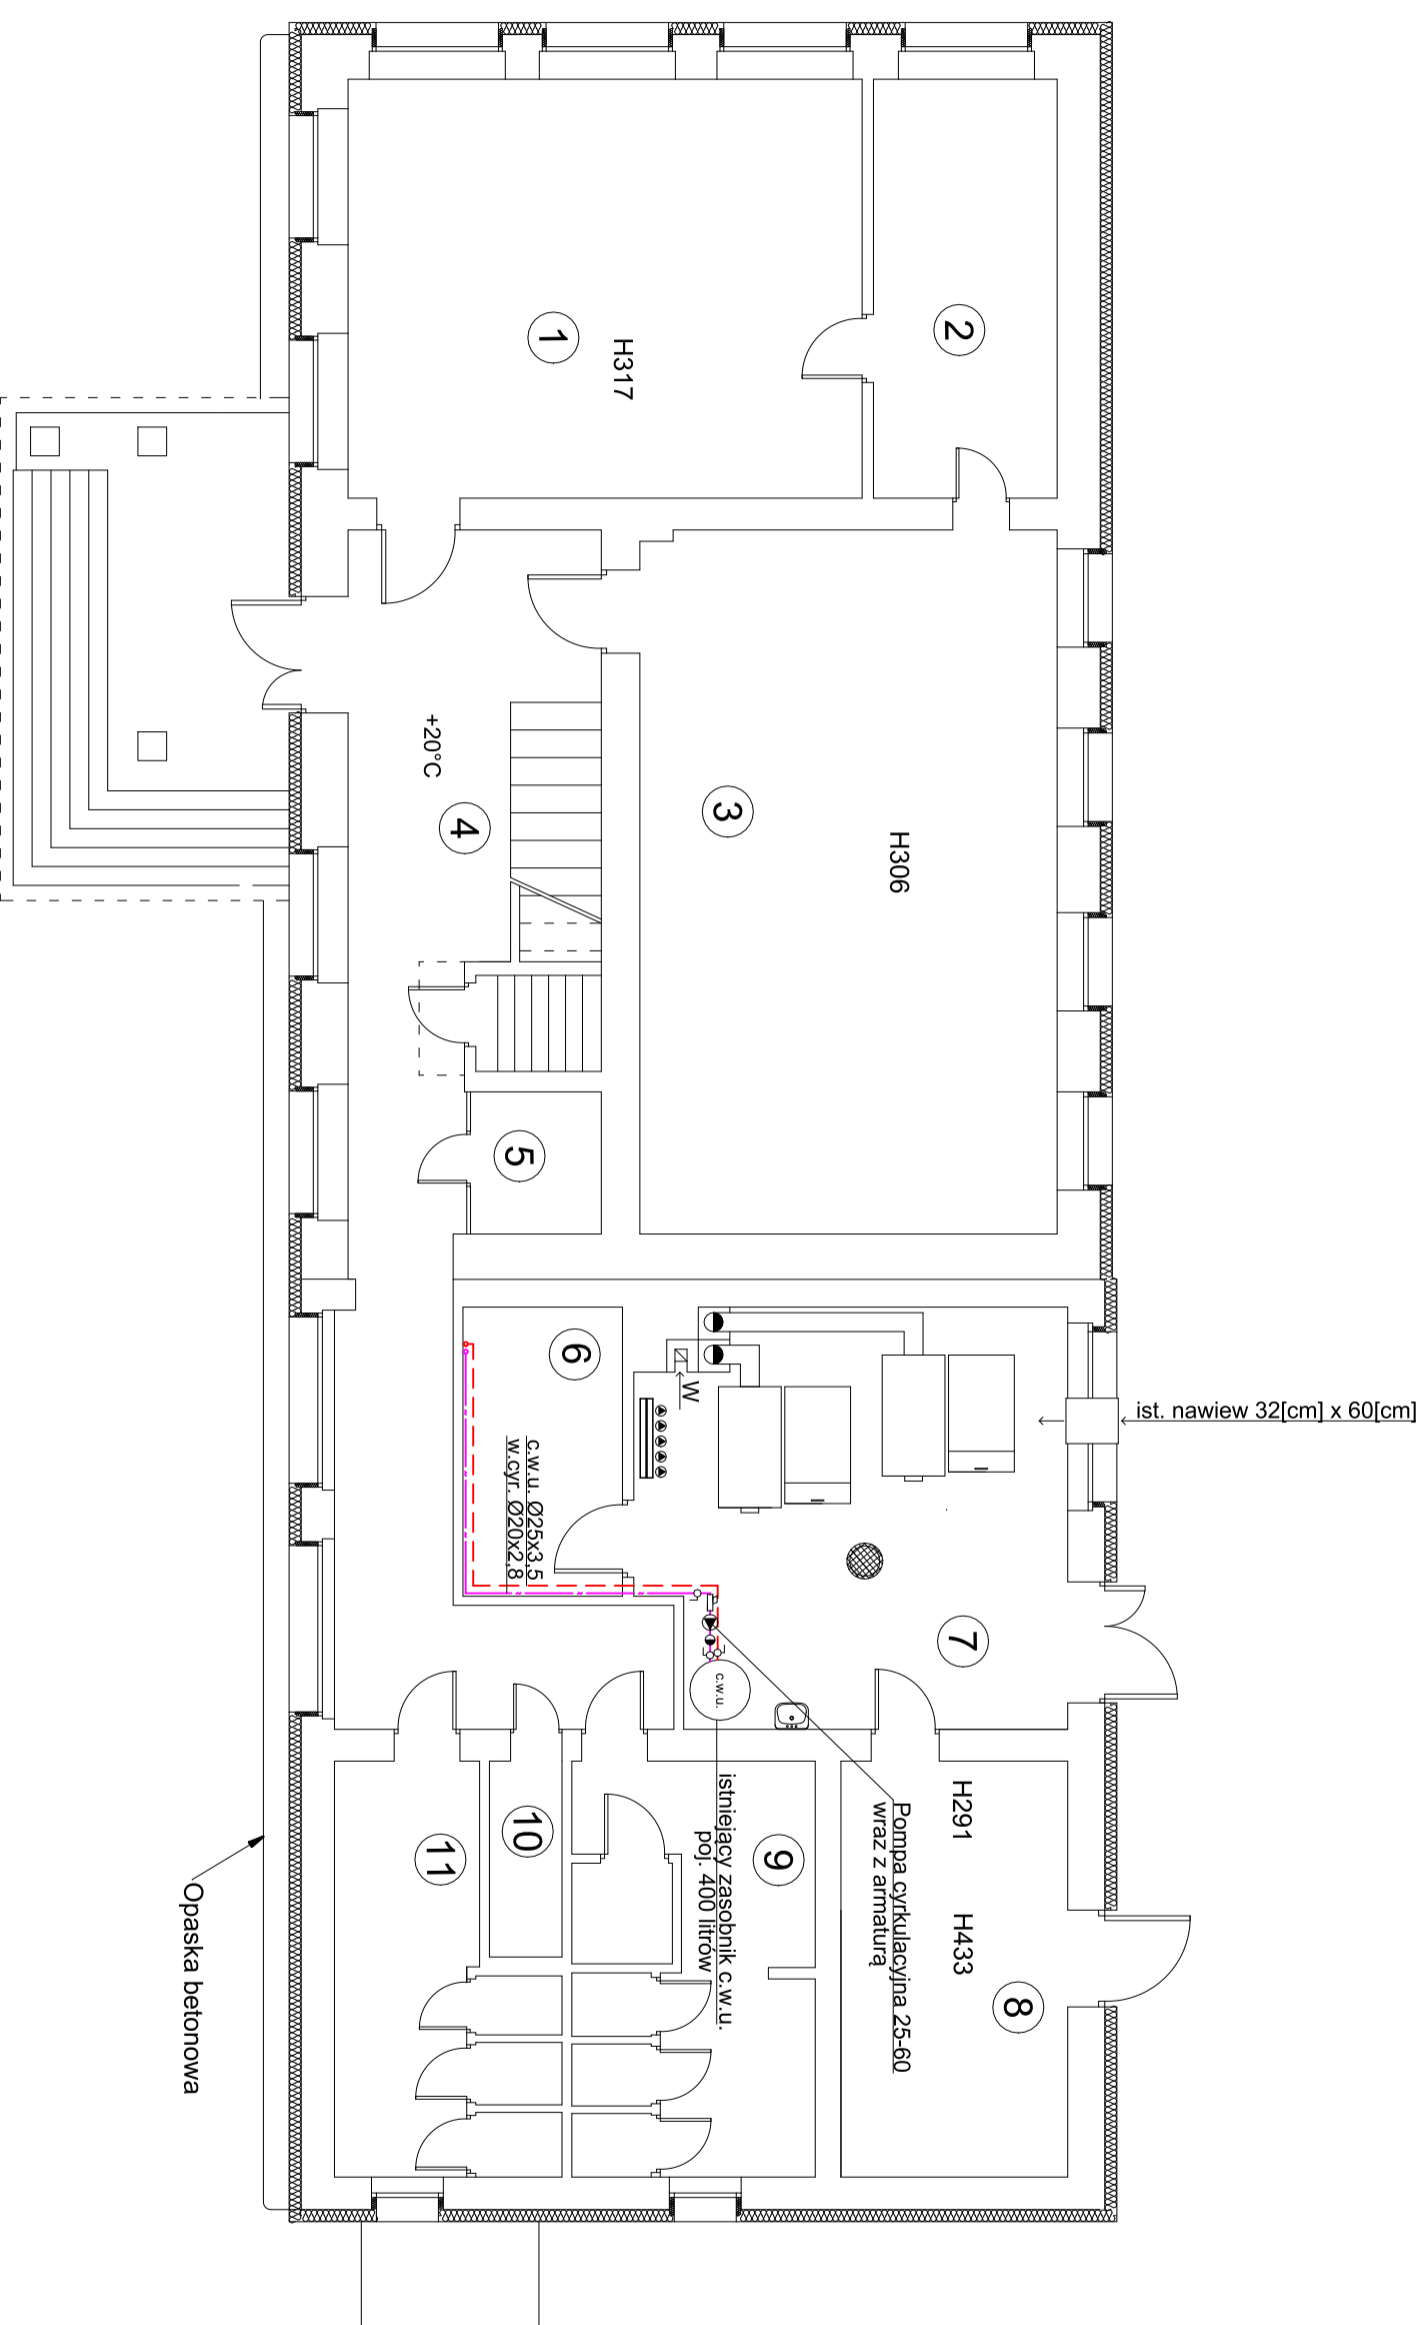 2
1
H317
3
H306
+20°C
4
5
6
W
ist. nawiew 32[cm] x 60[cm]
c.w.u. Ø25x3,5
w.cyr. Ø20x2,8
7
c.w.u.
istniejący zasobnik c.w.u.
poj. 400 litrów
Pompa cyrkulacyjna 25-60
wraz z armaturą
H291
H433
8
9
10
11
Opaska betonowa